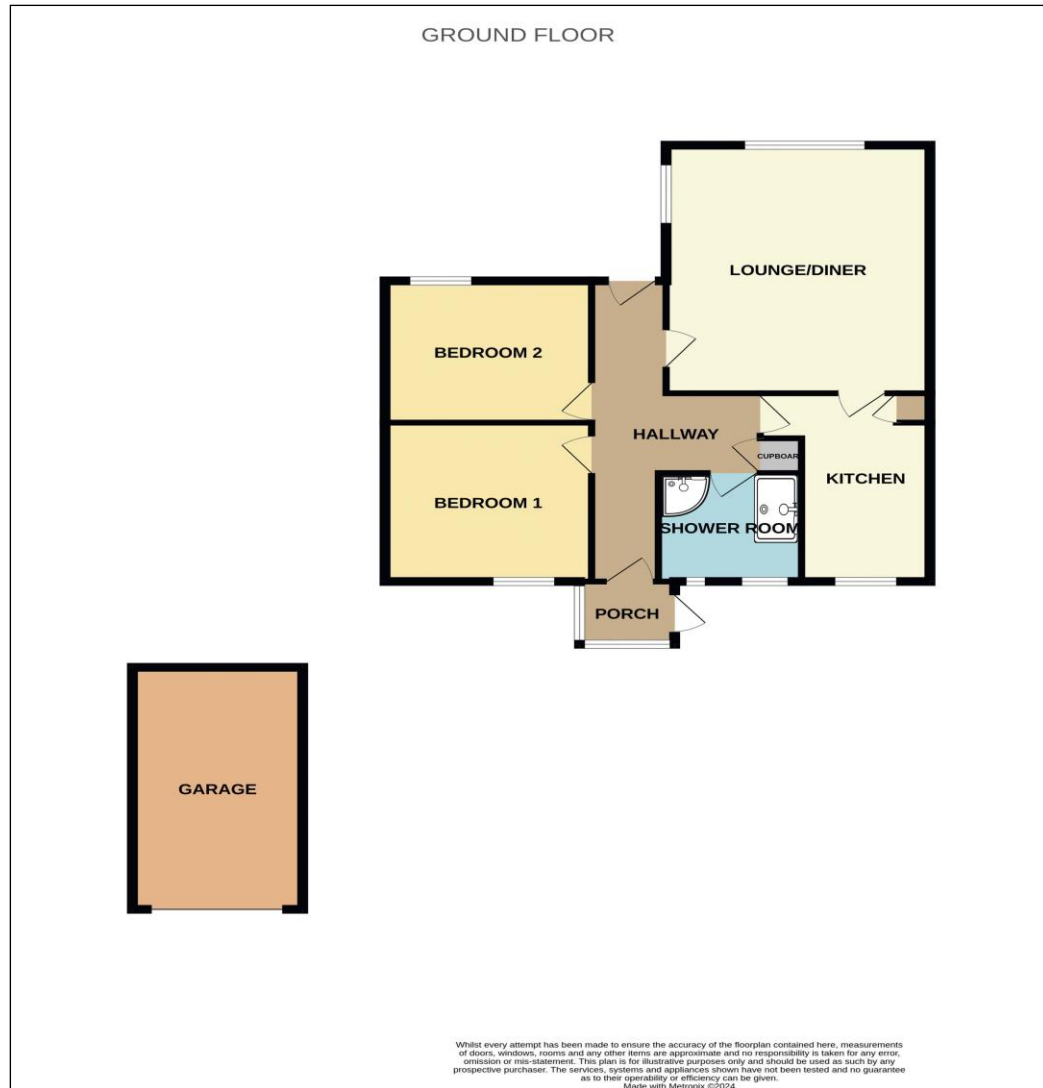 GROUND FLOOR
LOUNGE/DINER
BEDROOM 2
HALLWAY
CUPBOAR
KITCHEN
BEDROOM 1
SHOWER ROOM
PORCH
GARAGE
Whilst every attempt has been made to ensure the accuracy of the floorplan contained here, measurements
of doors, windows, rooms and any other items are approximate and no responsibility is taken for any error,
omission or mis-statement. This plan is for illustrative purposes only and should be used as such by any
prospective purchaser. The services, systems and appliances shown have not been tested and no guarantee
as to their operability or efficiency can be given.
Made with Metropix ©2024